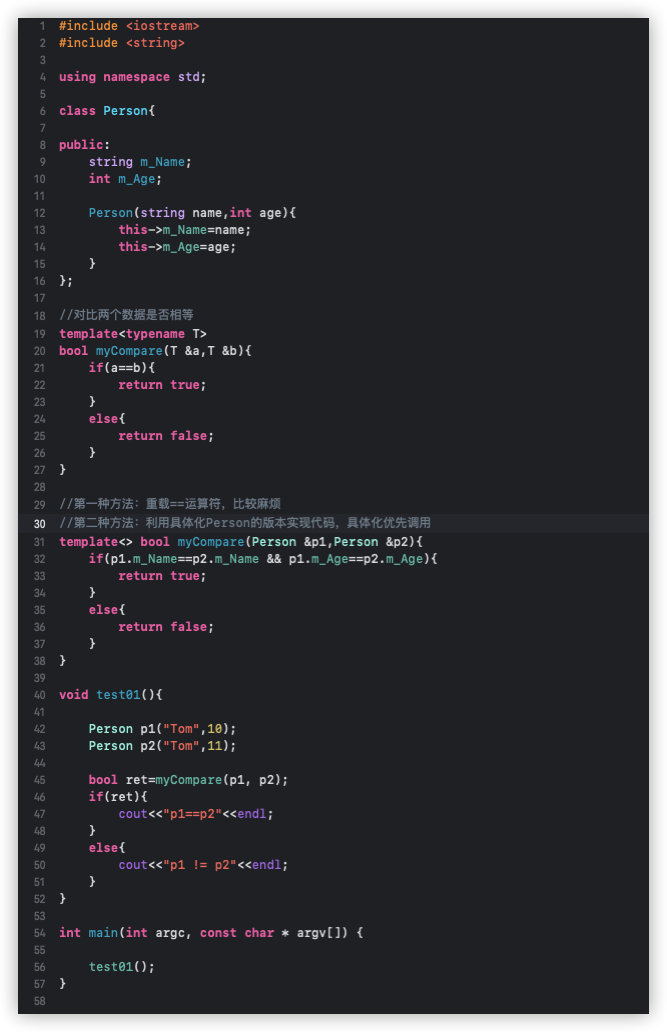 1 #include <iostream>
2 #include <string>
3
4 using namespace std;
5
6 class Person{
7
8 public:
9     string m_Name;
10     int m_Age;
11
12     Person(string name,int age){
13         this->m_Name=name;
14         this->m_Age=age;
15     }
16 };
17
18 //对比两个数据是否相等
19 template<typename T>
20 bool myCompare(T &a,T &b){
21     if(a==b){
22         return true;
23     }
24     else{
25         return false;
26     }
27 }
28
29 //第一种方法：重载==运算符，比较麻烦
30 //第二种方法：利用具体化Person的版本实现代码，具体化优先调用
31 template<> bool myCompare(Person &p1,Person &p2){
32     if(p1.m_Name==p2.m_Name && p1.m_Age==p2.m_Age){
33         return true;
34     }
35     else{
36         return false;
37     }
38 }
39
40 void test01(){
41
42     Person p1("Tom",10);
43     Person p2("Tom",11);
44
45     bool ret=myCompare(p1, p2);
46     if(ret){
47         cout<<"p1==p2"<<endl;
48     }
49     else{
50         cout<<"p1 != p2"<<endl;
51     }
52 }
53
54 int main(int argc, const char * argv[]) {
55
56     test01();
57 }
58